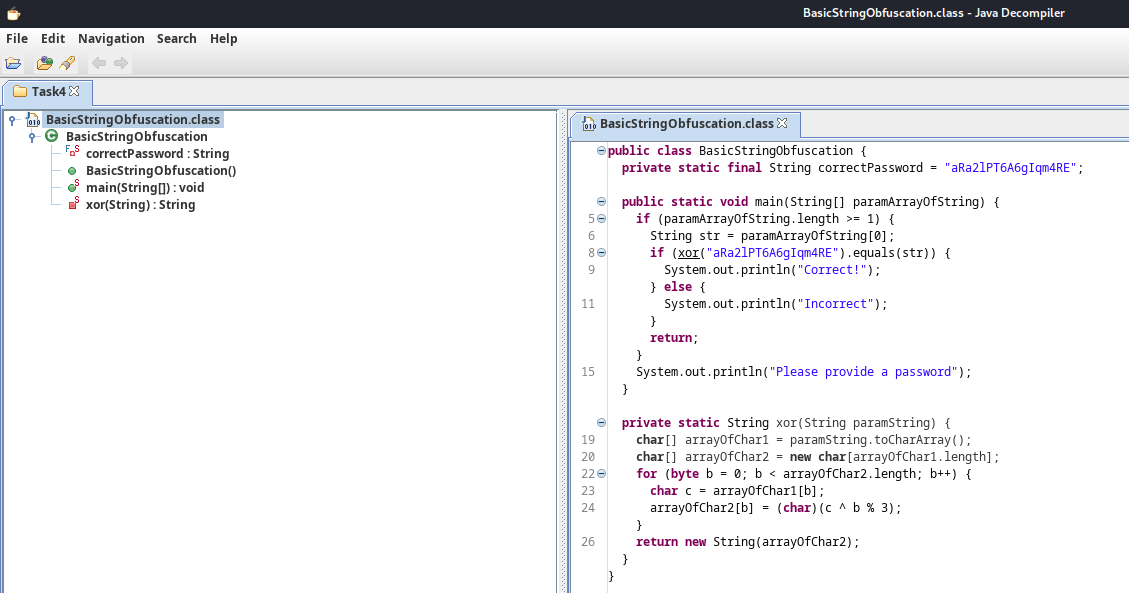 BasicStringObfuscation.class - Java Decompiler
File Edit Navigation Search Help
Task4
BasicStringObfuscation.class
BasicStringObfuscation
correctPassword : String
BasicStringObfuscation()
main(String[]) : void
xor(String) : String
BasicStringObfuscation.class
public class BasicStringObfuscation {
private static final String correctPassword = "aRa2lPT6A6gIqm4RE";
public static void main(String[] paramArrayOfString) {
5 if (paramArrayOfString.length >= 1) {
6 String str = paramArrayOfString[0];
8 if (xor("aRa2lPT6A6gIqm4RE").equals(str)) {
9 System.out.println("Correct!");
} else {
11 System.out.println("Incorrect");
}
return;
}
15 System.out.println("Please provide a password");
}
private static String xor(String paramString) {
19 char[] arrayOfChar1 = paramString.toCharArray();
20 char[] arrayOfChar2 = new char[arrayOfChar1.length];
22 for (byte b = 0; b < arrayOfChar2.length; b++) {
23 char c = arrayOfChar1[b];
24 arrayOfChar2[b] = (char)(c ^ b % 3);
}
26 return new String(arrayOfChar2);
}
}